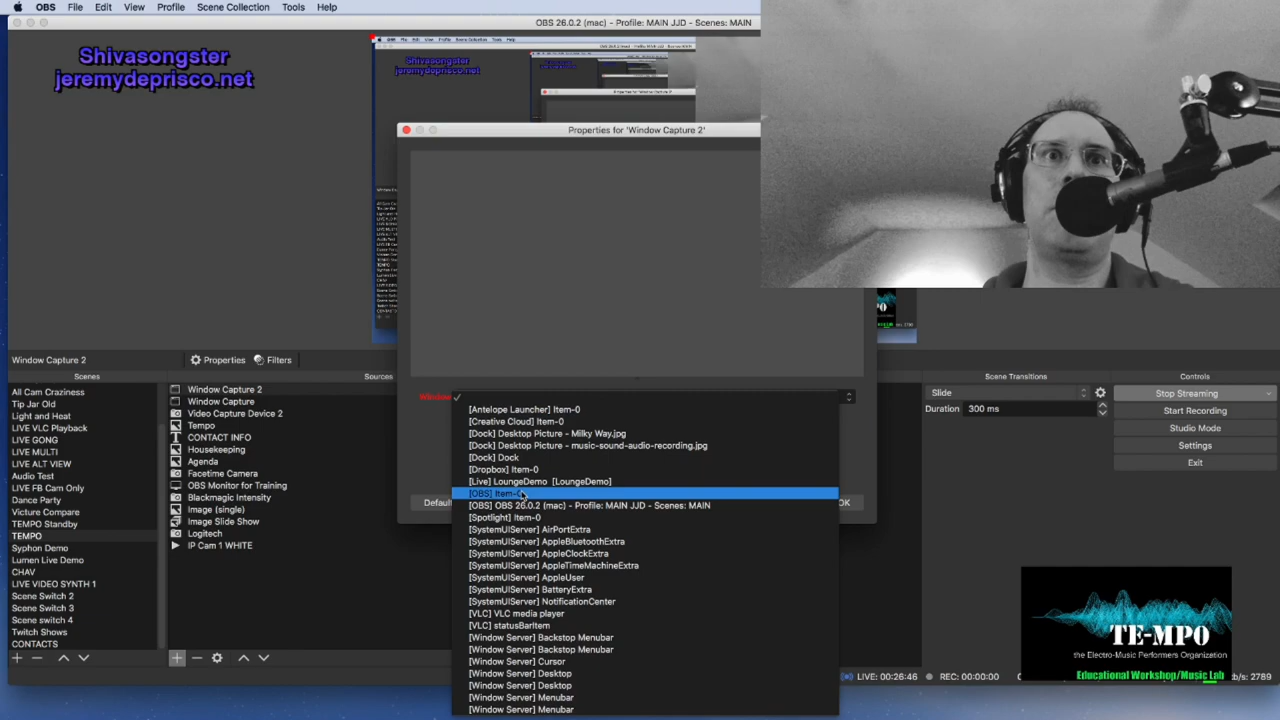 OBS File Edit View Profile Scene Collection Tools Help
OBS 26.0.2 (mac) - Profile: MAIN JJD - Scenes: MAIN
Shivasongster
jeremydeprisco.net
Shivasongster
jeremydeprisco.net
Properties for 'Window Capture 2'
Window Capture 2
Properties
Filters
Scenes
Sources
All Cam Craziness
Tip Jar Old
Light and Heat
LIVE VLC Playback
LIVE GONG
LIVE MULTI
LIVE ALT VIEW
Audio Test
LIVE FB Cam Only
Dance Party
Victure Compare
TEMPO Standby
TEMPO
Syphon Demo
Lumen Live Demo
CHAV
LIVE VIDEO SYNTH 1
Scene Switch 2
Scene Switch 3
Scene switch 4
Twitch Shows
CONTACTS
Window Capture 2
Window Capture
Video Capture Device 2
Tempo
CONTACT INFO
Housekeeping
Agenda
Facetime Camera
OBS Monitor for Training
Blackmagic Intensity
Image (single)
Image Slide Show
Logitech
IP Cam 1 WHITE
Window
Default
OK
[Antelope Launcher] Item-0
[Creative Cloud] Item-0
[Dock] Desktop Picture - Milky Way.jpg
[Dock] Desktop Picture - music-sound-audio-recording.jpg
[Dock] Dock
[Dropbox] Item-0
[Live] LoungeDemo [LoungeDemo]
[OBS] Item-0
[OBS] OBS 26.0.2 (mac) - Profile: MAIN JJD - Scenes: MAIN
[Spotlight] Item-0
[SystemUIServer] AirPortExtra
[SystemUIServer] AppleBluetoothExtra
[SystemUIServer] AppleClockExtra
[SystemUIServer] AppleTimeMachineExtra
[SystemUIServer] AppleUser
[SystemUIServer] BatteryExtra
[SystemUIServer] NotificationCenter
[VLC] VLC media player
[VLC] statusBarItem
[Window Server] Backstop Menubar
[Window Server] Backstop Menubar
[Window Server] Cursor
[Window Server] Desktop
[Window Server] Desktop
[Window Server] Menubar
[Window Server] Menubar
Scene Transitions
Slide
Duration 300 ms
Controls
Stop Streaming
Start Recording
Studio Mode
Settings
Exit
TE-MPO
the Electro-Music Performers Organization
Educational Workshop/Music Lab
LIVE: 00:26:46
REC: 00:00:00
kb/s: 2789